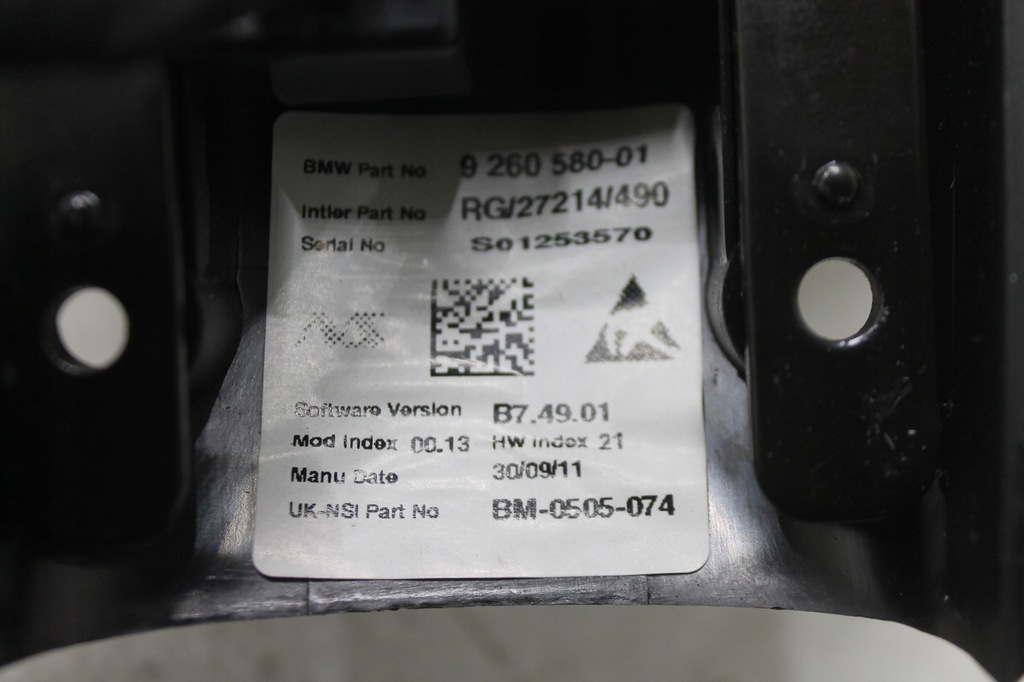 BMW Part No 9 260 580-01
Intler Part No RG/27214/490
Serial No S01253570
NS
Software Version B7.49.01
Mod Index 00.13 HW Index 21
Manu Date 30/09/11
UK-NSI Part No BM-0505-074